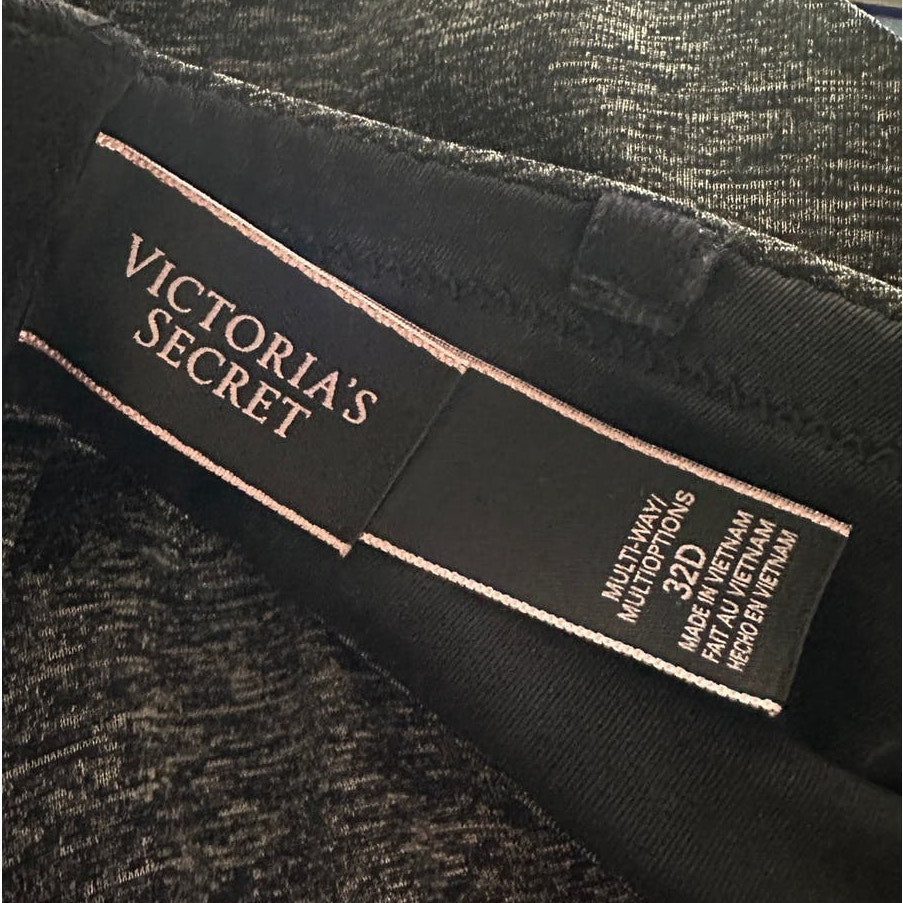 VICTORIA'S
SECRET
MULTI-WAY/
MULTIOPTIONS
32D
MADE IN VIETNAM
FAIT AU VIETNAM
HECHO EN VIETNAM